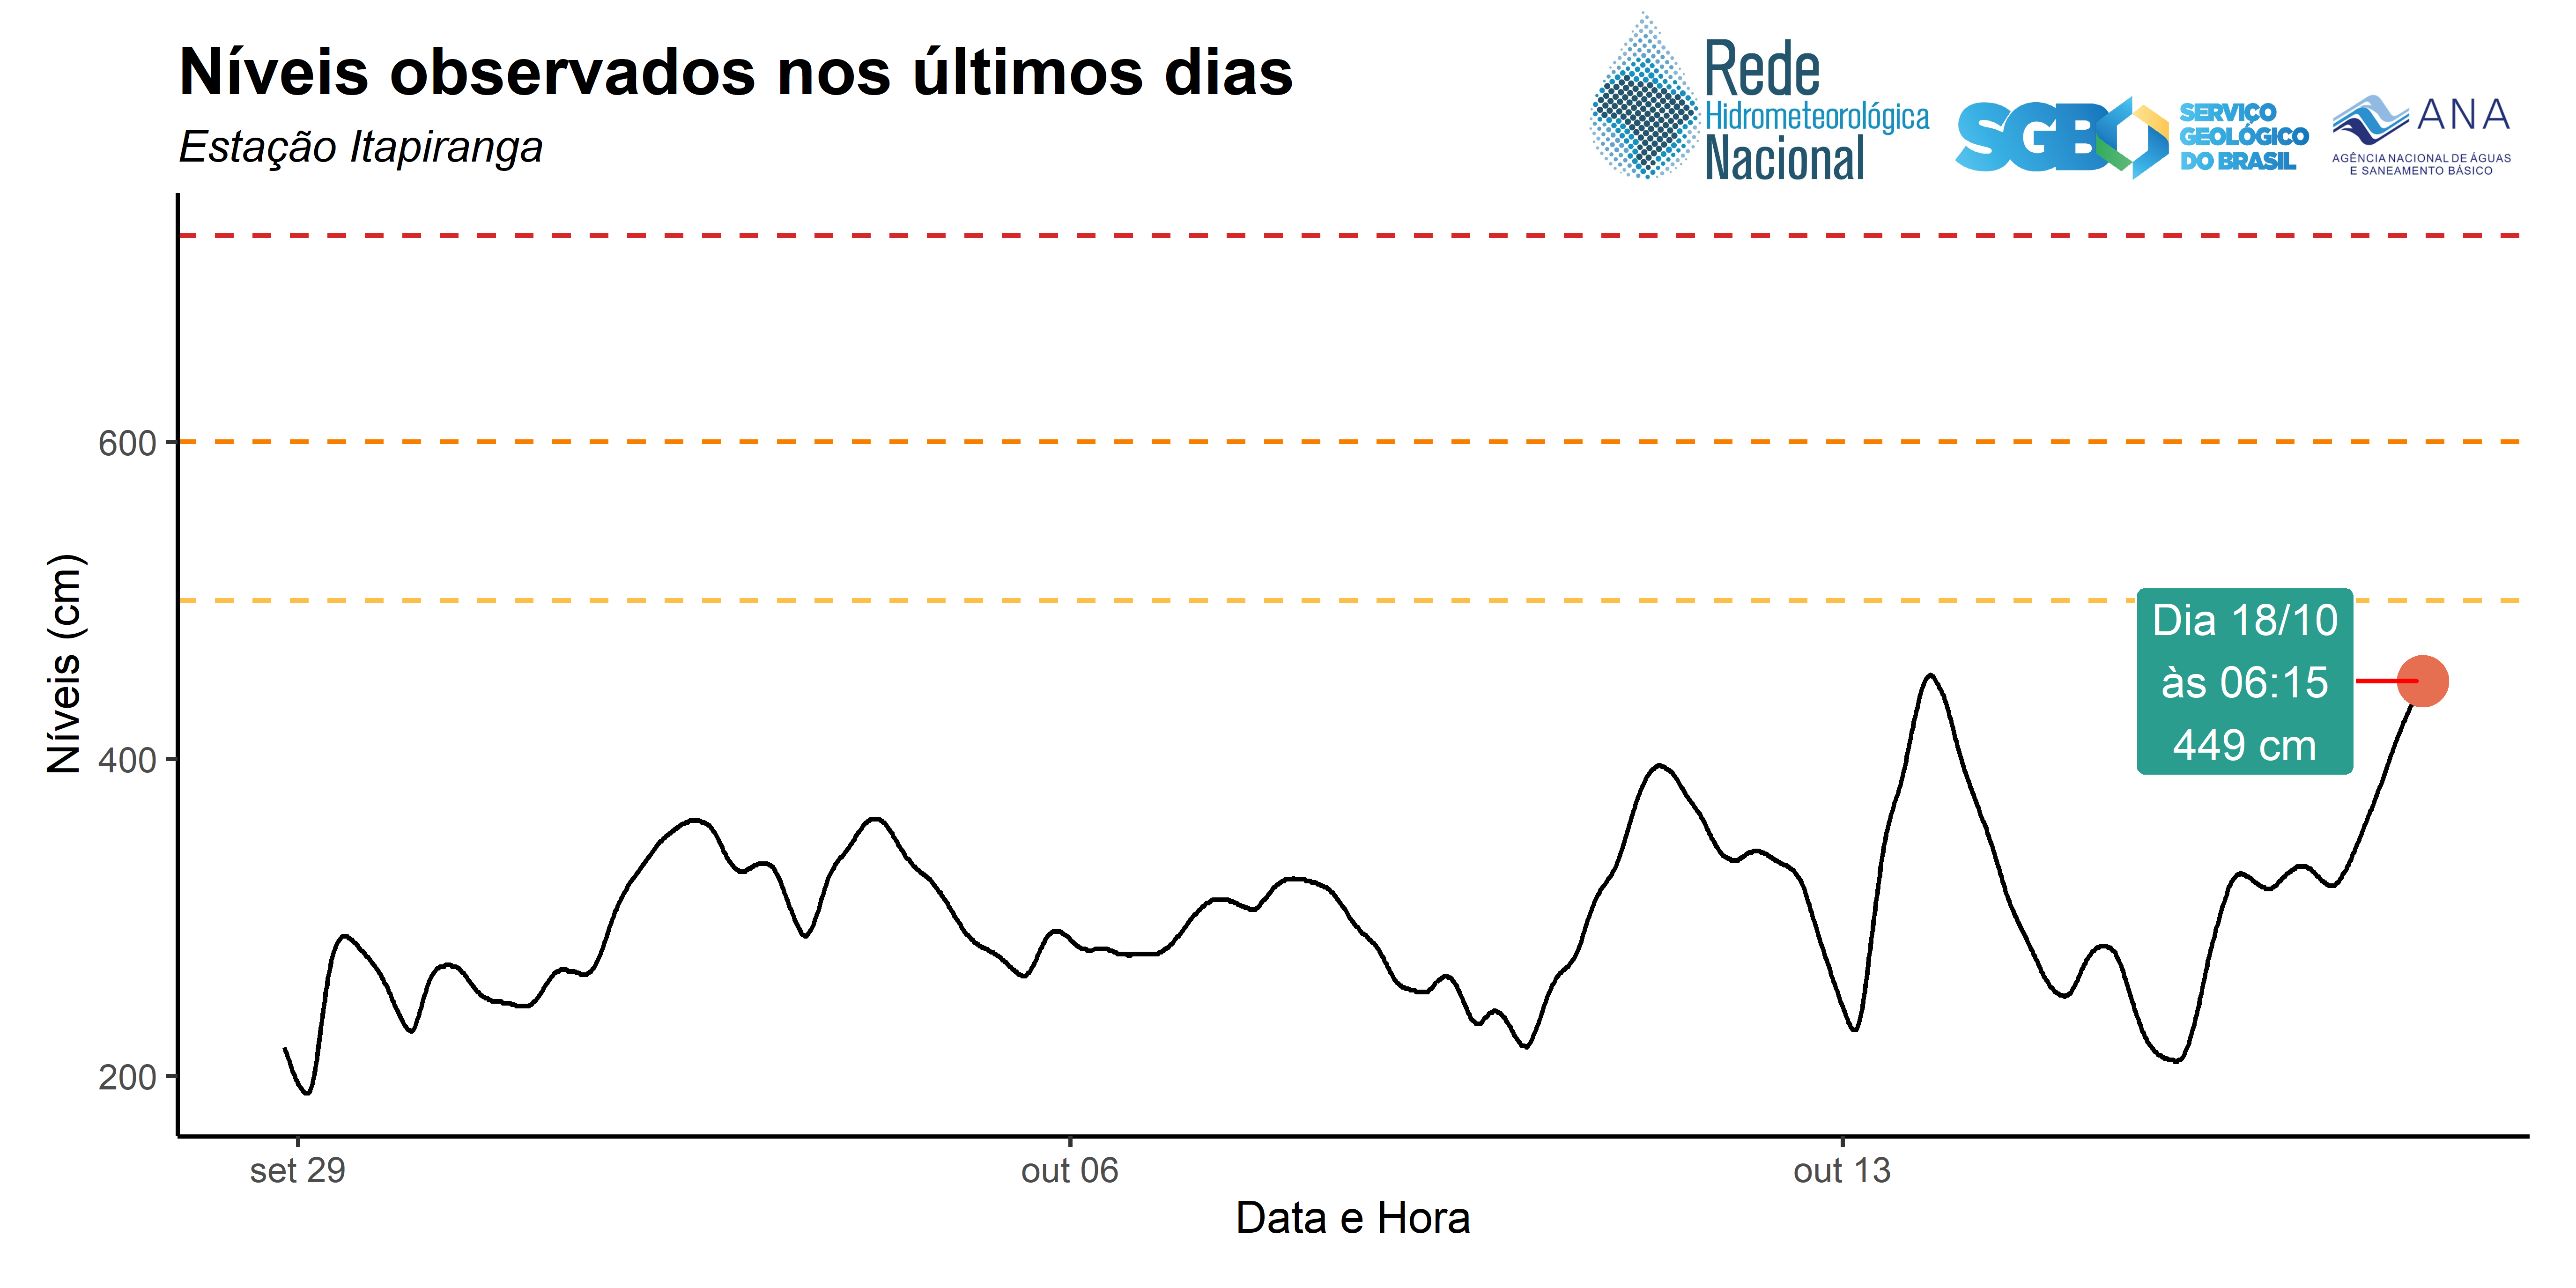 Níveis observados nos últimos dias
Estação Itapiranga
Rede
Hidrometeorológica
Nacional
SGB
SERVIÇO
GEOLÓGICO
DO BRASIL
ANA
AGÊNCIA NACIONAL DE ÁGUAS
E SANEAMENTO BÁSICO
Níveis (cm)
600
400
200
Dia 18/10
às 06:15
449 cm
set 29
out 06
out 13
Data e Hora